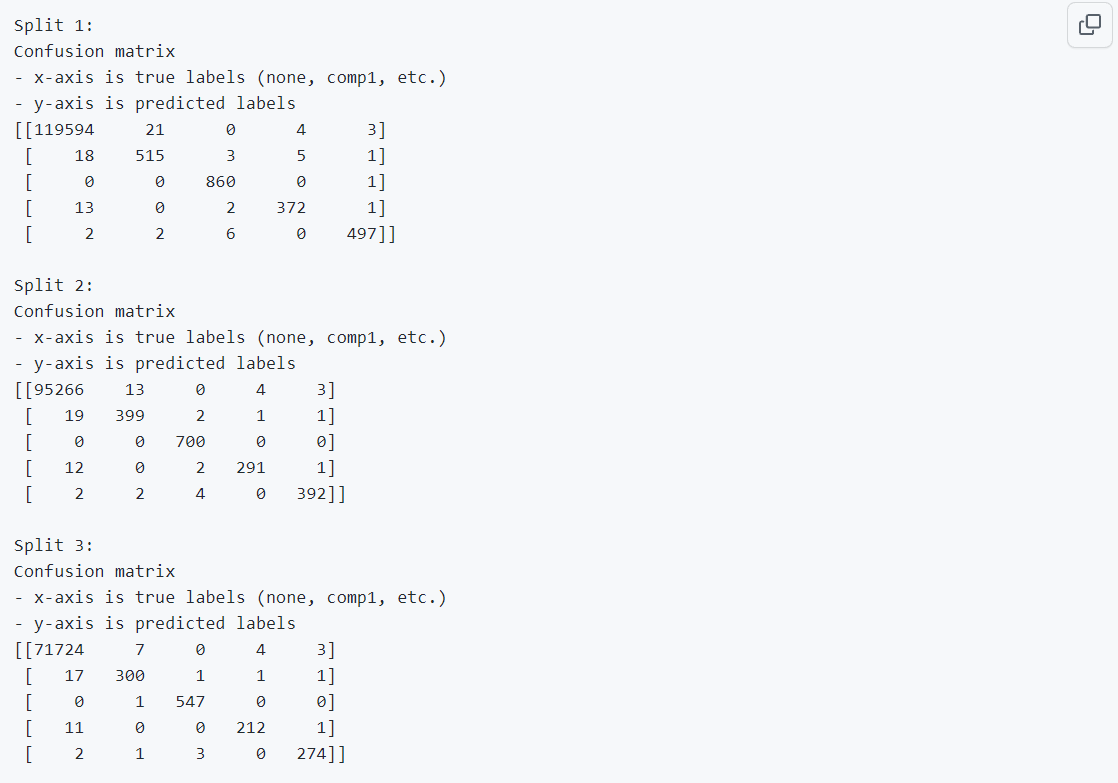 Split 1:
Confusion matrix
- x-axis is true labels (none, comp1, etc.)
- y-axis is predicted labels
[[119594     21      0      4      3]
 [    18    515      3      5      1]
 [     0      0    860      0      1]
 [    13      0      2    372      1]
 [     2      2      6      0    497]]

Split 2:
Confusion matrix
- x-axis is true labels (none, comp1, etc.)
- y-axis is predicted labels
[[95266    13     0     4     3]
 [   19   399     2     1     1]
 [    0     0   700     0     0]
 [   12     0     2   291     1]
 [    2     2     4     0   392]]

Split 3:
Confusion matrix
- x-axis is true labels (none, comp1, etc.)
- y-axis is predicted labels
[[71724     7     0     4     3]
 [   17   300     1     1     1]
 [    0     1   547     0     0]
 [   11     0     0   212     1]
 [    2     1     3     0   274]]